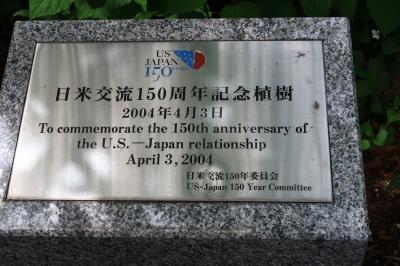 US
JAPAN
150 YEARS
日米交流150周年記念植樹
2004年4月3日
To commemorate the 150th anniversary of
the U.S.—Japan relationship
April 3, 2004
日米交流150年委員会
US-Japan 150 Year Committee